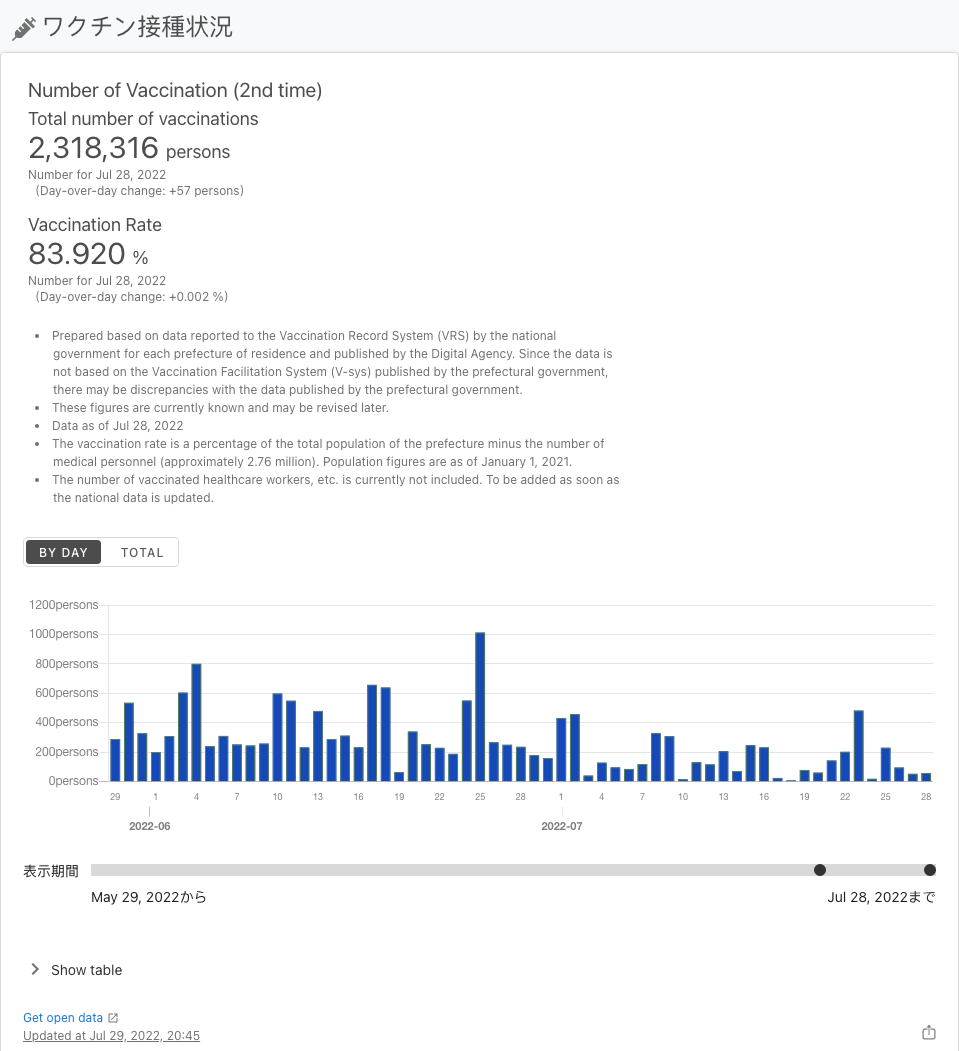 ワクチン接種状況
Number of Vaccination (2nd time)
Total number of vaccinations
2,318,316 persons
Number for Jul 28, 2022
(Day-over-day change: +57 persons)
Vaccination Rate
83.920 %
Number for Jul 28, 2022
(Day-over-day change: +0.002 %)
• Prepared based on data reported to the Vaccination Record System (VRS) by the national
government for each prefecture of residence and published by the Digital Agency. Since the data is
not based on the Vaccination Facilitation System (V-sys) published by the prefectural government,
there may be discrepancies with the data published by the prefectural government.
• These figures are currently known and may be revised later.
• Data as of Jul 28, 2022
• The vaccination rate is a percentage of the total population of the prefecture minus the number of
medical personnel (approximately 2.76 million). Population figures are as of January 1, 2021.
• The number of vaccinated healthcare workers, etc. is currently not included. To be added as soon as
the national data is updated.
BY DAY TOTAL
1200persons
1000persons
800persons
600persons
400persons
200persons
0persons
29 1 4 7 10 13 16 19 22 25 28 1 4 7 10 13 16 19 22 25 28
2022-06 2022-07
表示期間
May 29, 2022から Jul 28, 2022まで
Show table
Get open data
Updated at Jul 29, 2022, 20:45